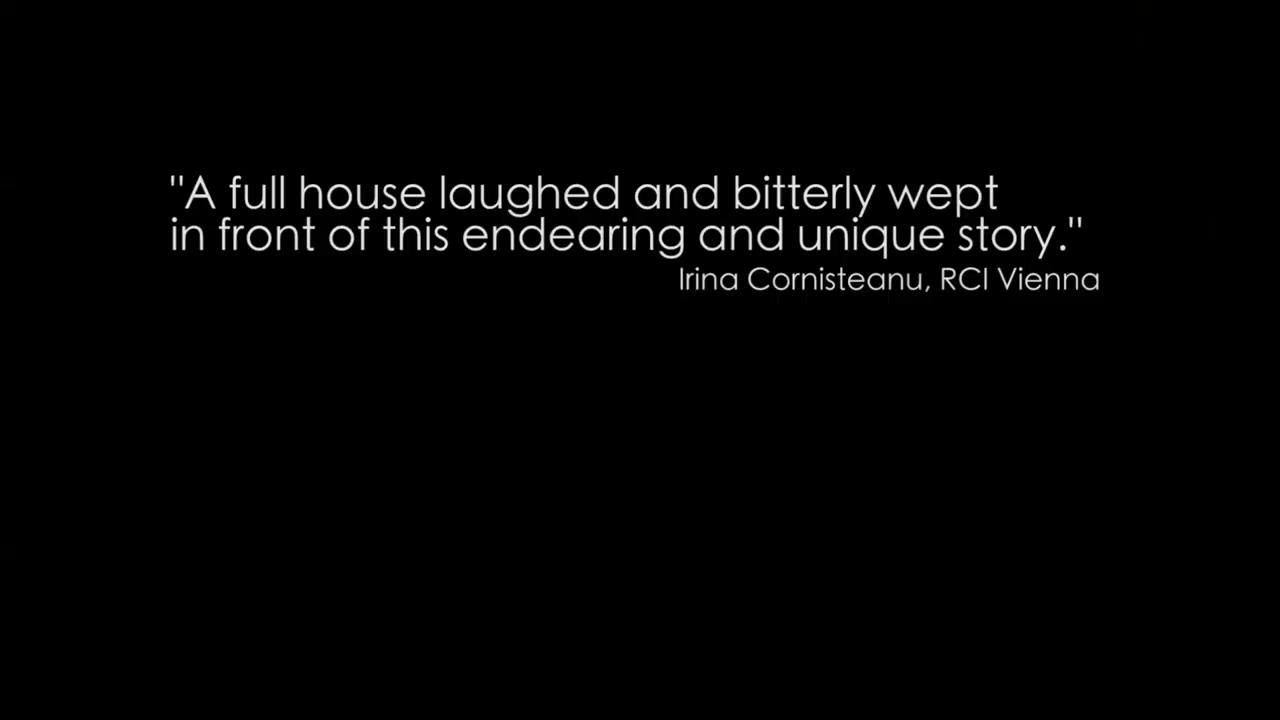 "A full house laughed and bitterly wept
in front of this endearing and unique story."
Irina Cornisteanu, RCI Vienna